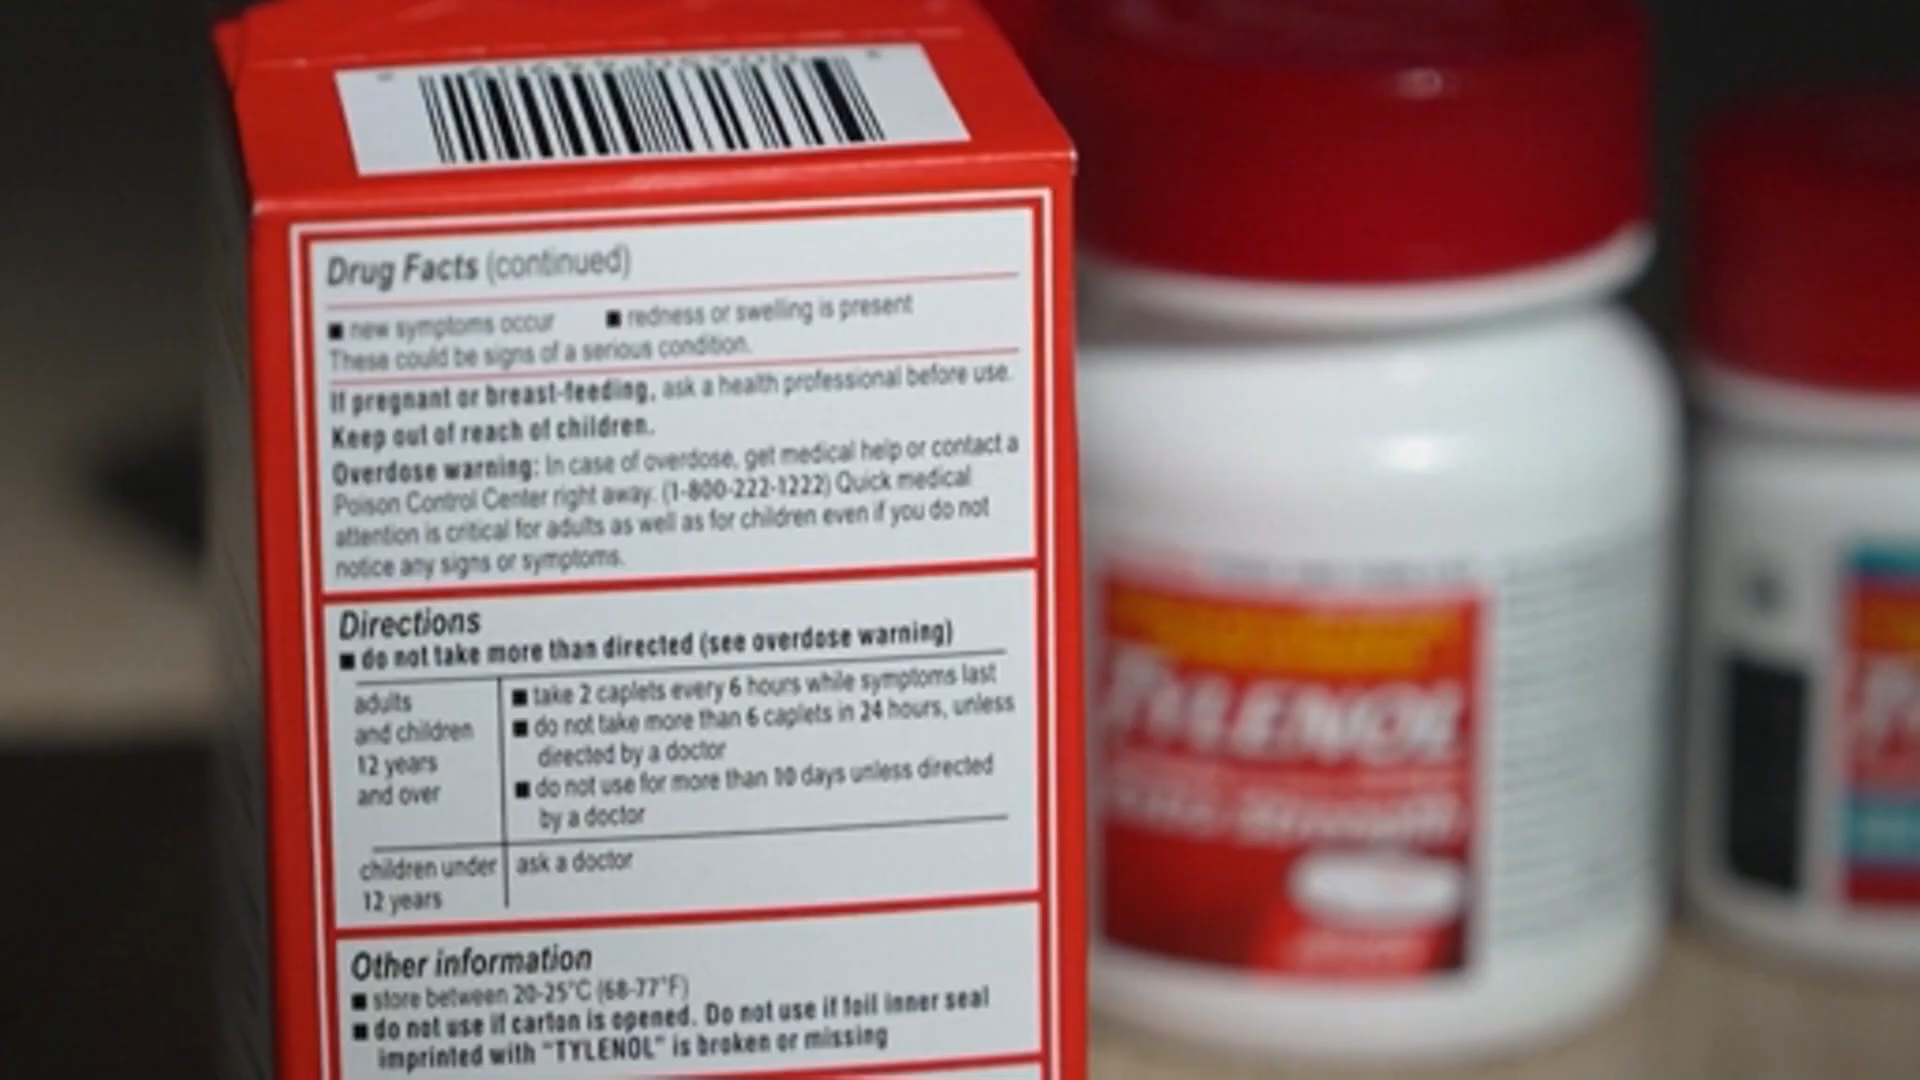 Drug Facts (continued)
■ new symptoms occur ■ redness or swelling is present
These could be signs of a serious condition.
If pregnant or breast-feeding, ask a health professional before use.
Keep out of reach of children.
Overdose warning: In case of overdose, get medical help or contact a
Poison Control Center right away. (1-800-222-1222) Quick medical
attention is critical for adults as well as for children even if you do not
notice any signs or symptoms.
Directions
■ do not take more than directed (see overdose warning)
adults
and children
12 years
and over
■ take 2 caplets every 6 hours while symptoms last
■ do not take more than 6 caplets in 24 hours, unless
directed by a doctor
■ do not use for more than 10 days unless directed
by a doctor
children under
12 years
ask a doctor
Other information
■ store between 20-25°C (68-77°F)
■ do not use if carton is opened. Do not use if foil inner seal
imprinted with "TYLENOL" is broken or missing
TYLENOL
Strength